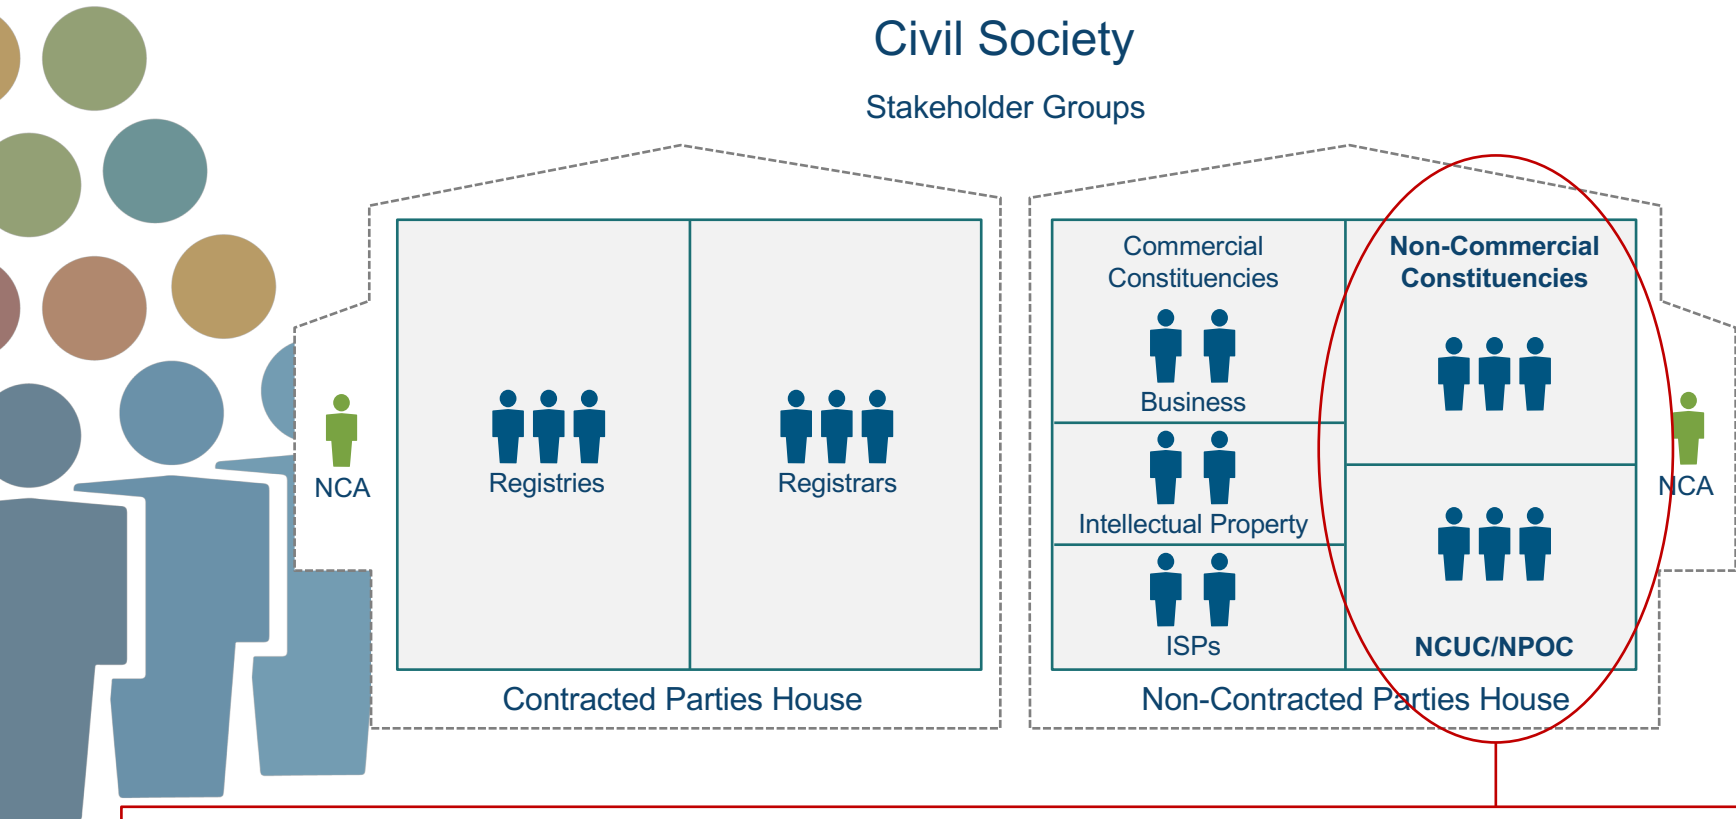 Civil Society
Stakeholder Groups
NCA
Registries
Registrars
Contracted Parties House
Commercial
Constituencies
Business
Intellectual Property
ISPs
Non-Commercial
Constituencies
NCUC/NPOC
Non-Contracted Parties House
NCA